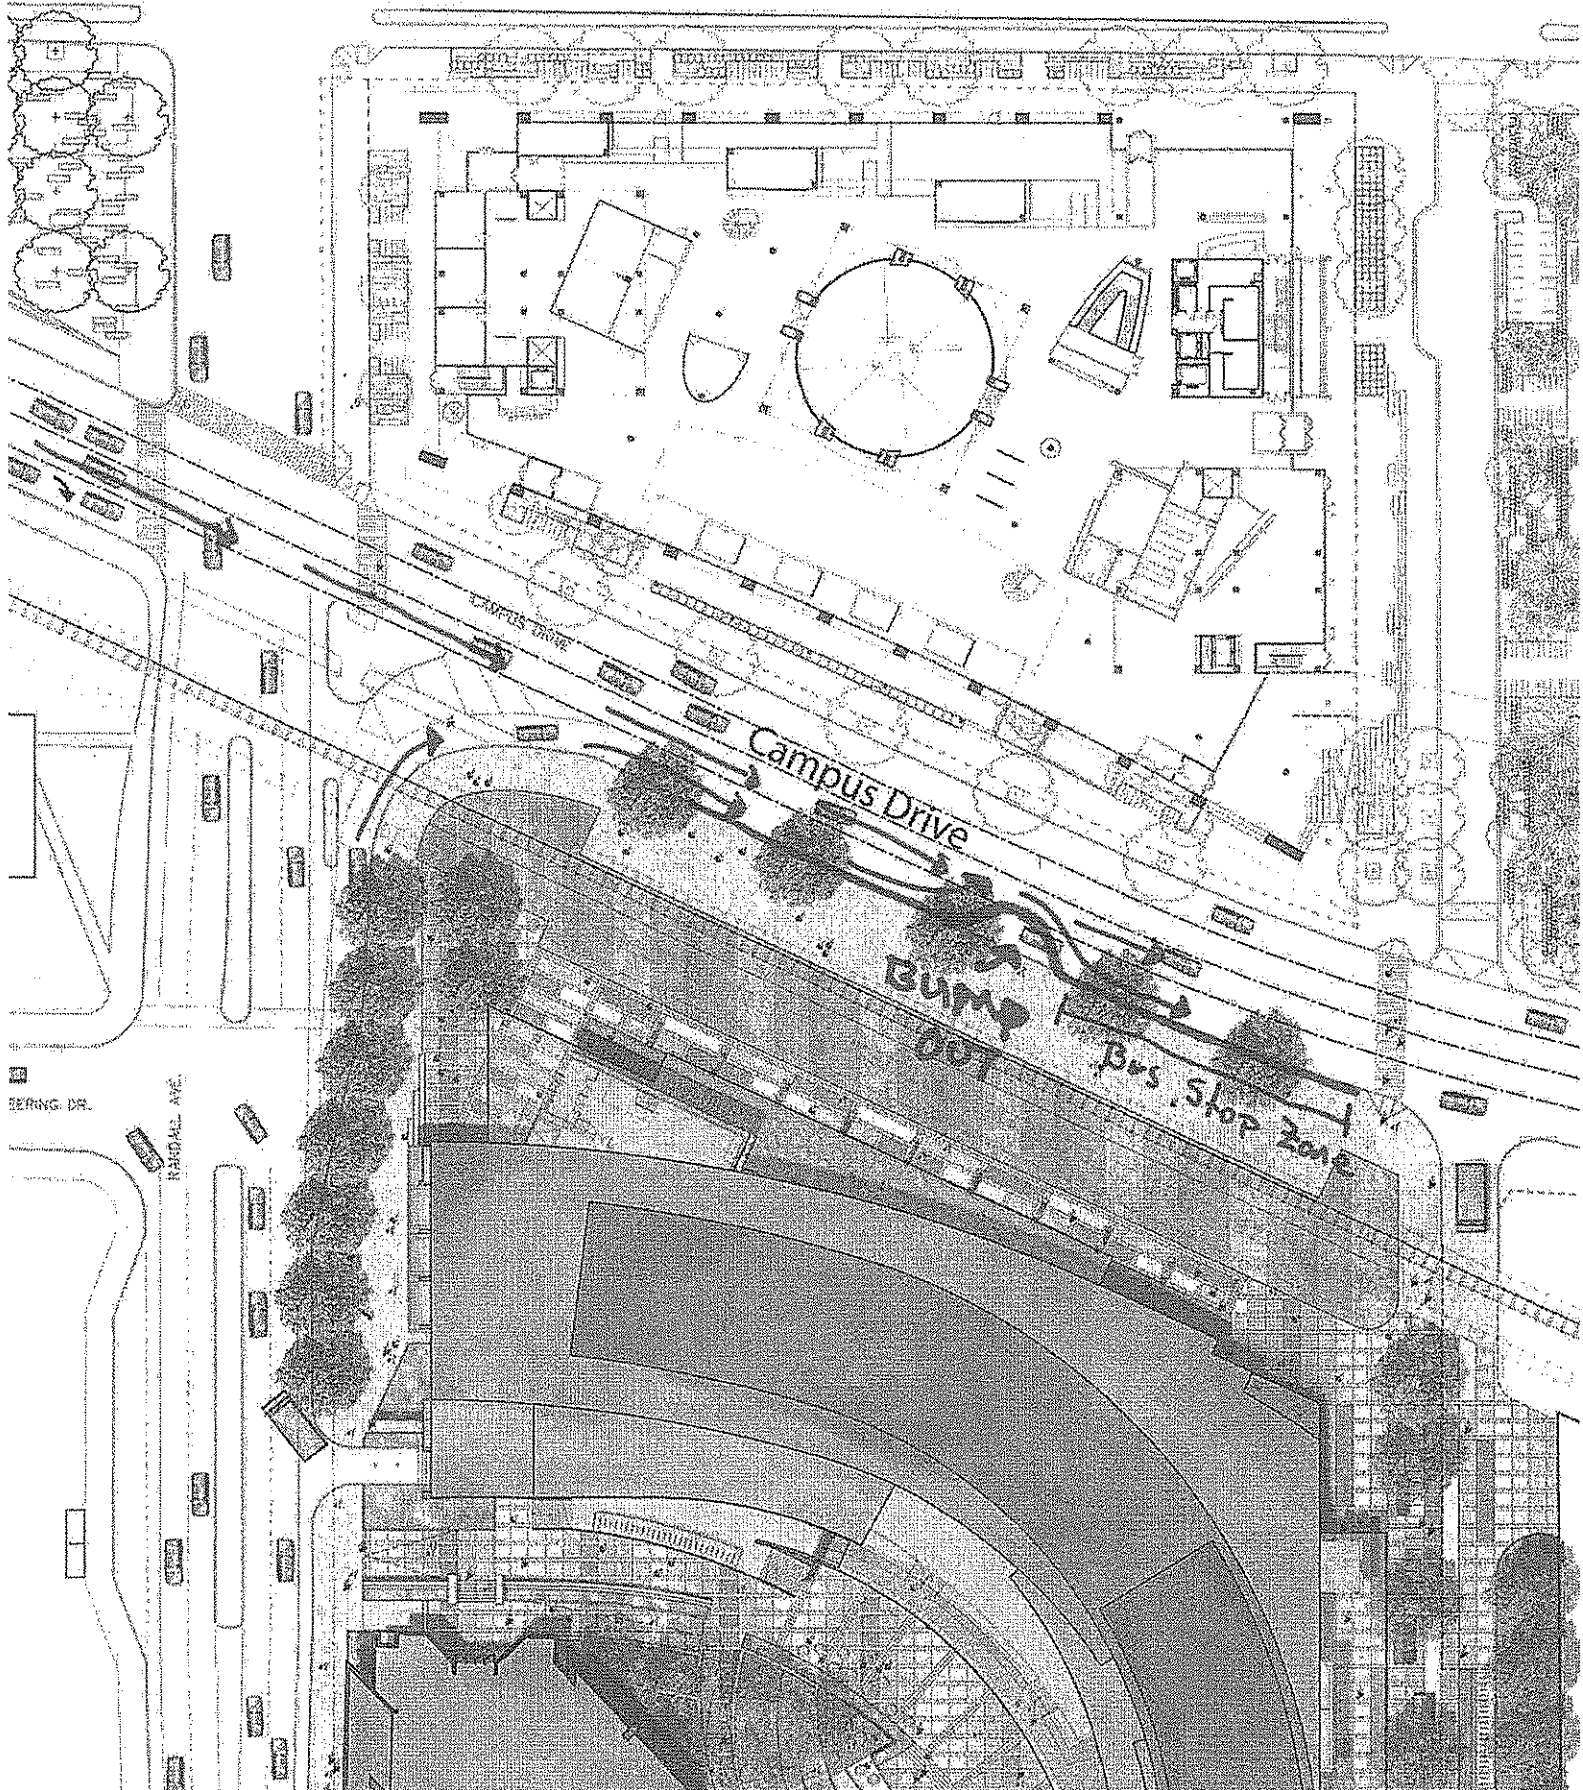 CAMPUS DRIVE
Campus Drive
Bump
OUT
Bus Stop Zone
EERING DR.
RANDALL AVE.